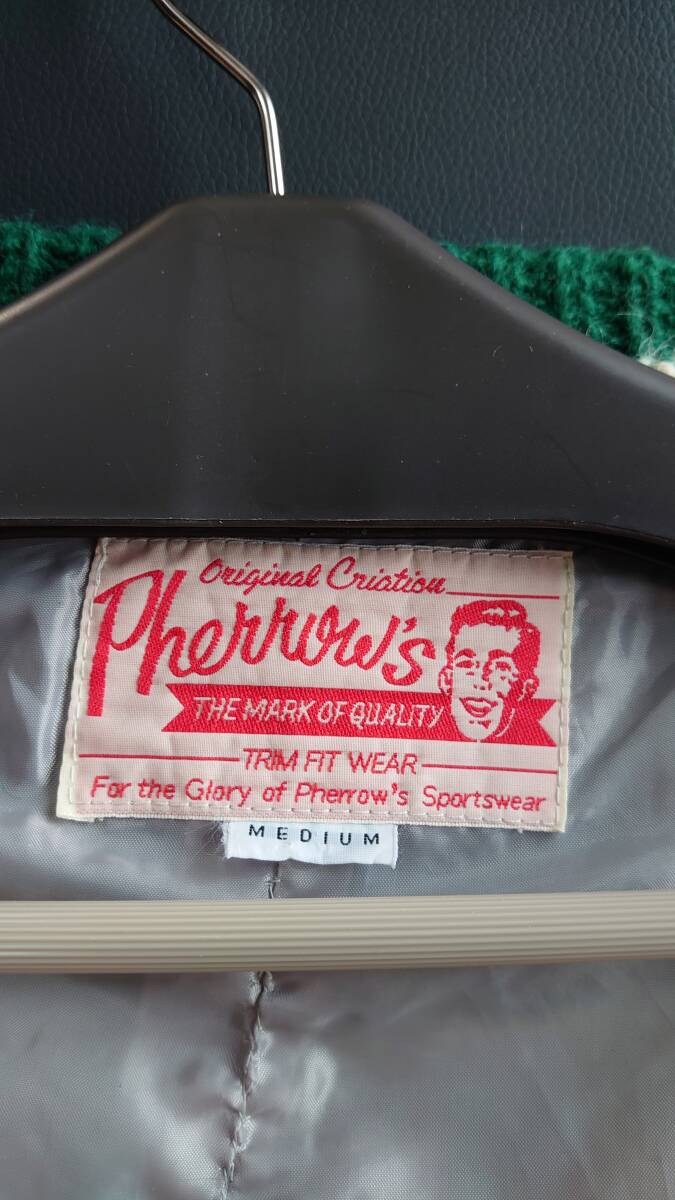 Original Criation
Pherrow's
THE MARK OF QUALITY
TRIM FIT WEAR
For the Glory of Pherrow's Sportswear
MEDIUM